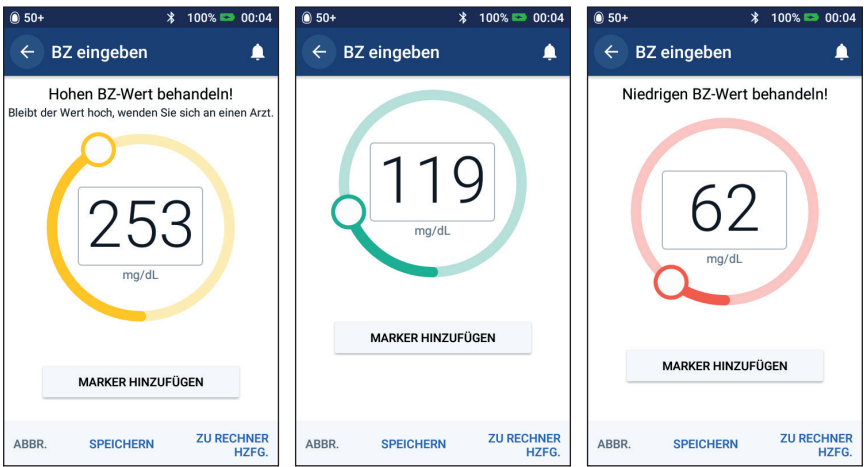 50+ 100% 00:04
BZ eingeben
Hohen BZ-Wert behandeln!
Bleibt der Wert hoch, wenden Sie sich an einen Arzt.
253
mg/dL
MARKER HINZUFÜGEN
ABBR. SPEICHERN ZU RECHNER
HZFG.
50+ 100% 00:04
BZ eingeben
119
mg/dL
MARKER HINZUFÜGEN
ABBR. SPEICHERN ZU RECHNER
HZFG.
50+ 100% 00:04
BZ eingeben
Niedrigen BZ-Wert behandeln!
62
mg/dL
MARKER HINZUFÜGEN
ABBR. SPEICHERN ZU RECHNER
HZFG.